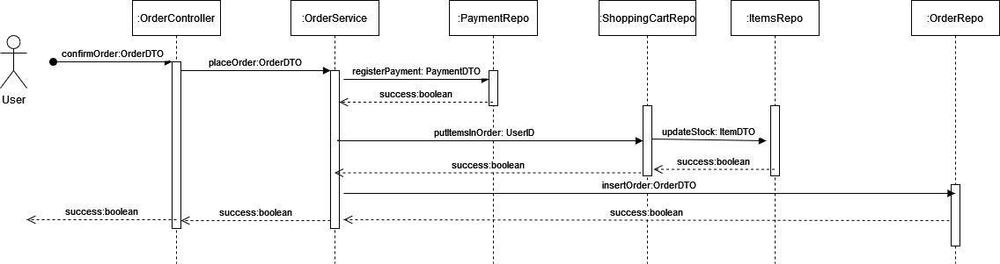 :OrderController
:OrderService
:PaymentRepo
:ShoppingCartRepo
:ItemsRepo
:OrderRepo
User
confirmOrder:OrderDTO
placeOrder:OrderDTO
registerPayment: PaymentDTO
success:boolean
putItemsInOrder: UserID
updateStock: ItemDTO
success:boolean
success:boolean
insertOrder:OrderDTO
success:boolean
success:boolean
success:boolean